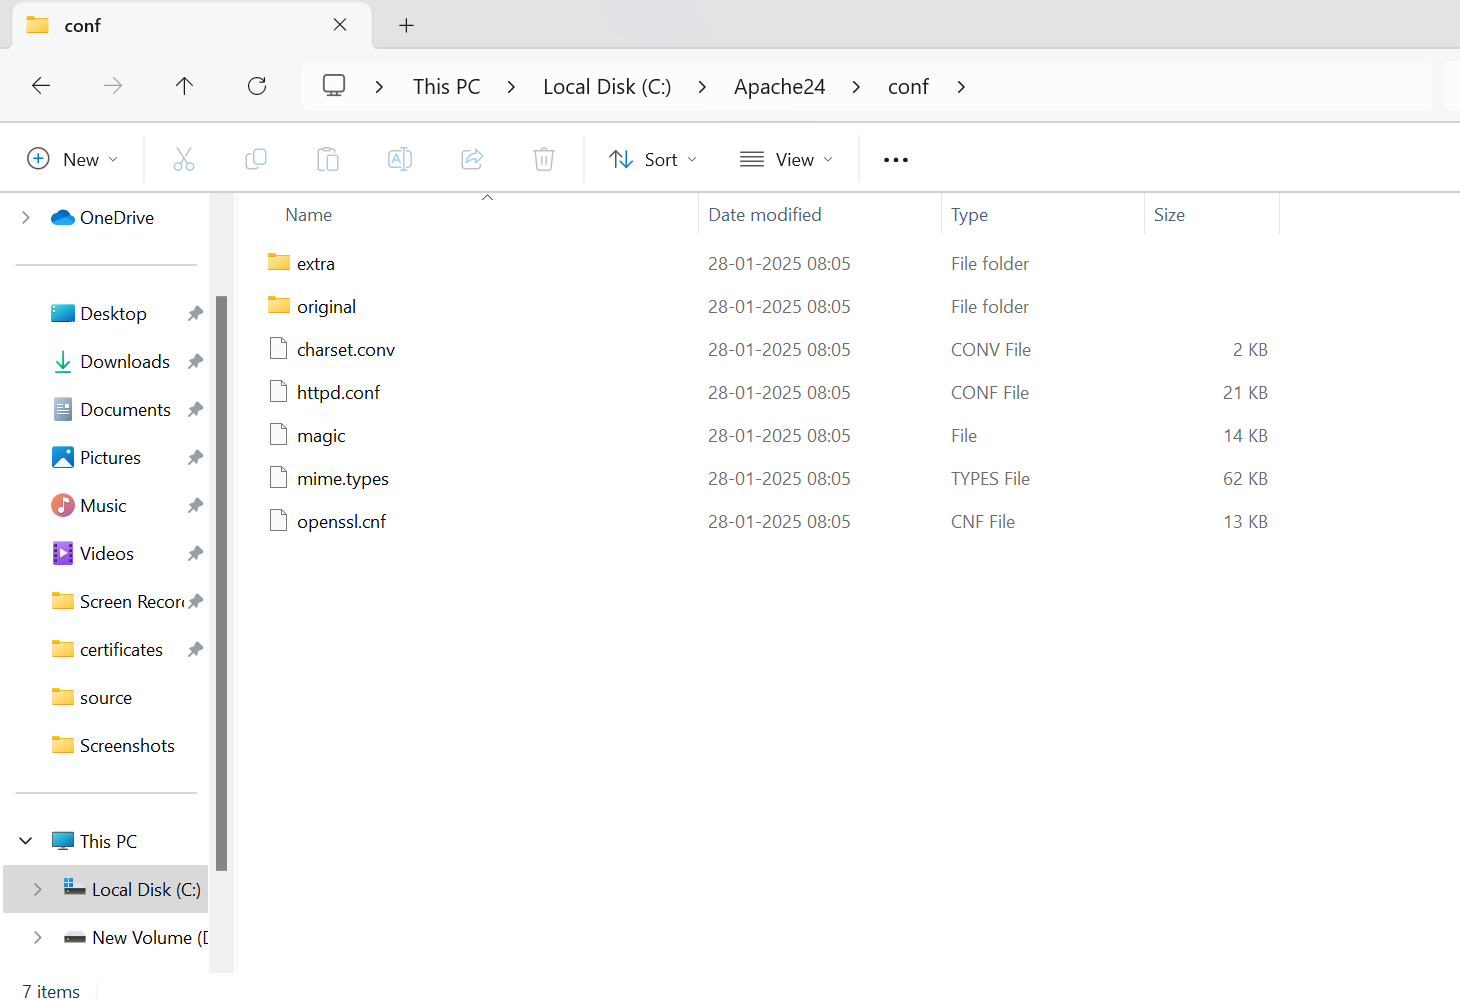 conf
This PC > Local Disk (C:) > Apache24 > conf >
New Sort View
OneDrive
Desktop
Downloads
Documents
Pictures
Music
Videos
Screen Recor
certificates
source
Screenshots
This PC
Local Disk (C:)
New Volume (D
Name Date modified Type Size
extra 28-01-2025 08:05 File folder
original 28-01-2025 08:05 File folder
charset.conv 28-01-2025 08:05 CONV File 2 KB
httpd.conf 28-01-2025 08:05 CONF File 21 KB
magic 28-01-2025 08:05 File 14 KB
mime.types 28-01-2025 08:05 TYPES File 62 KB
openssl.cnf 28-01-2025 08:05 CNF File 13 KB
7 items